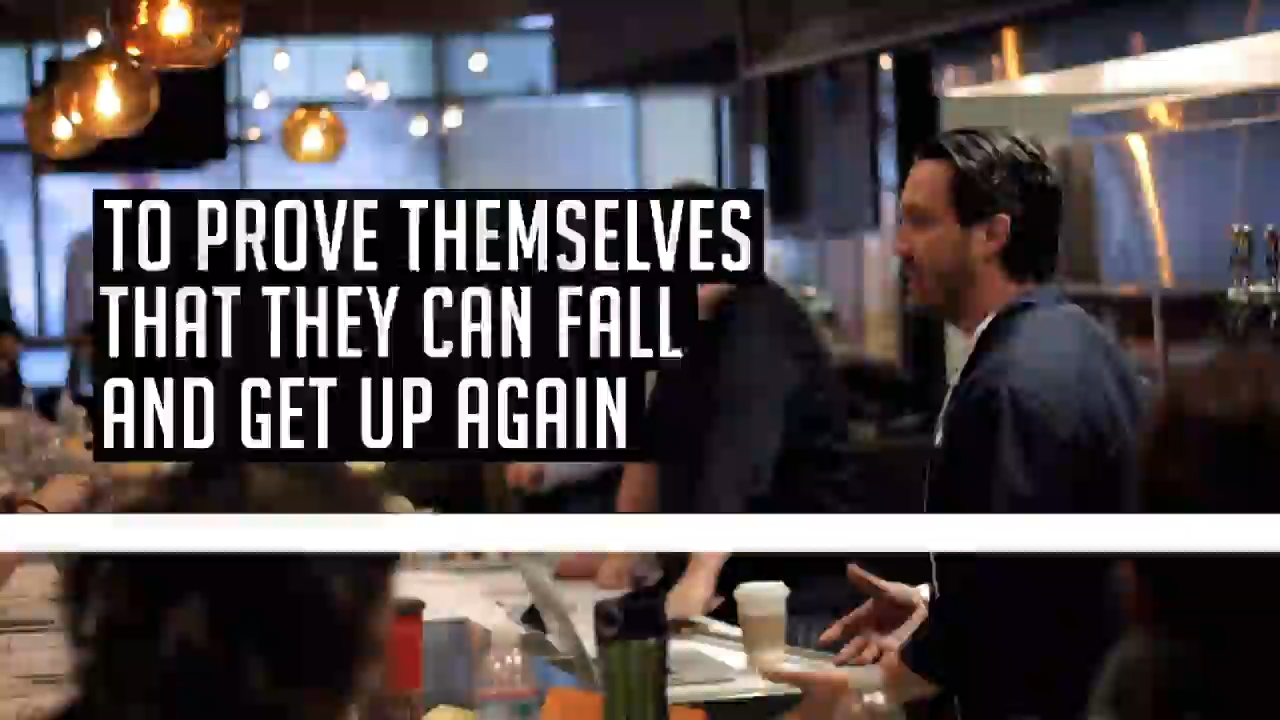 TO PROVE THEMSELVES
THAT THEY CAN FALL
AND GET UP AGAIN